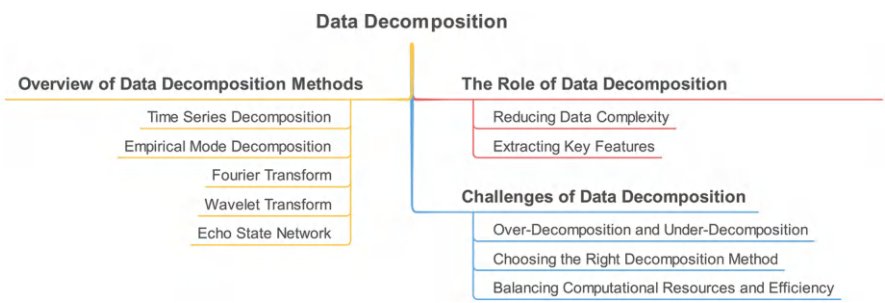 Data Decomposition
Overview of Data Decomposition Methods
Time Series Decomposition
Empirical Mode Decomposition
Fourier Transform
Wavelet Transform
Echo State Network
The Role of Data Decomposition
Reducing Data Complexity
Extracting Key Features
Challenges of Data Decomposition
Over-Decomposition and Under-Decomposition
Choosing the Right Decomposition Method
Balancing Computational Resources and Efficiency